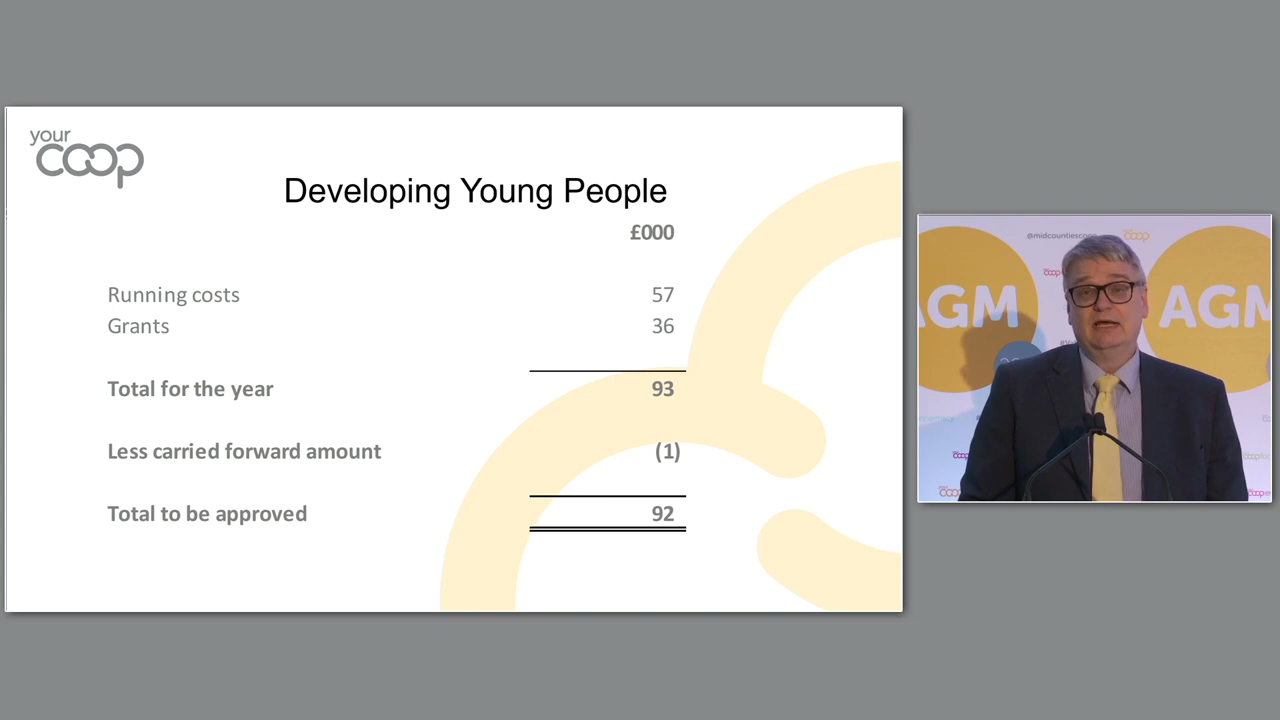 your
coop
Developing Young People
£000
Running costs 57
Grants 36
Total for the year 93
Less carried forward amount (1)
Total to be approved 92
@midcountiescoop
coop
AGM
AGM